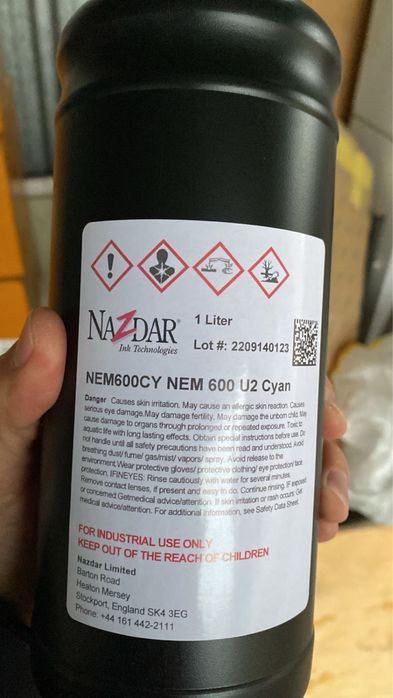 NAZDAR®
Ink Technologies
1 Liter
Lot #: 2209140123
NEM600CY NEM 600 U2 Cyan
Danger Causes skin irritation. May cause an allergic skin reaction. Causes
serious eye damage.May damage fertility. May damage the unborn child. May
cause damage to organs through prolonged or repeated exposure. Toxic to
aquatic life with long lasting effects. Obtain special instructions before use. Do
not handle until all safety precautions have been read and understood. Avoid
breathing dust/ fume/ gas/mist/ vapors/ spray. Avoid release to the
environment.Wear protective gloves/ protective clothing/ eye protection/face
protection. IFINEYES: Rinse cautiously with water for several minutes.
Remove contact lenses, if present and easy to do. Continue rinsing. IF exposed
or concerned Getmedical advice/attention. If skin irritation or rash occurs: Get
medical advice/attention. For additional information, see Safety Data Sheet.
FOR INDUSTRIAL USE ONLY
KEEP OUT OF THE REACH OF CHILDREN
Nazdar Limited
Barton Road
Heaton Mersey
Stockport, England SK4 3EG
Phone: +44 161 442-2111